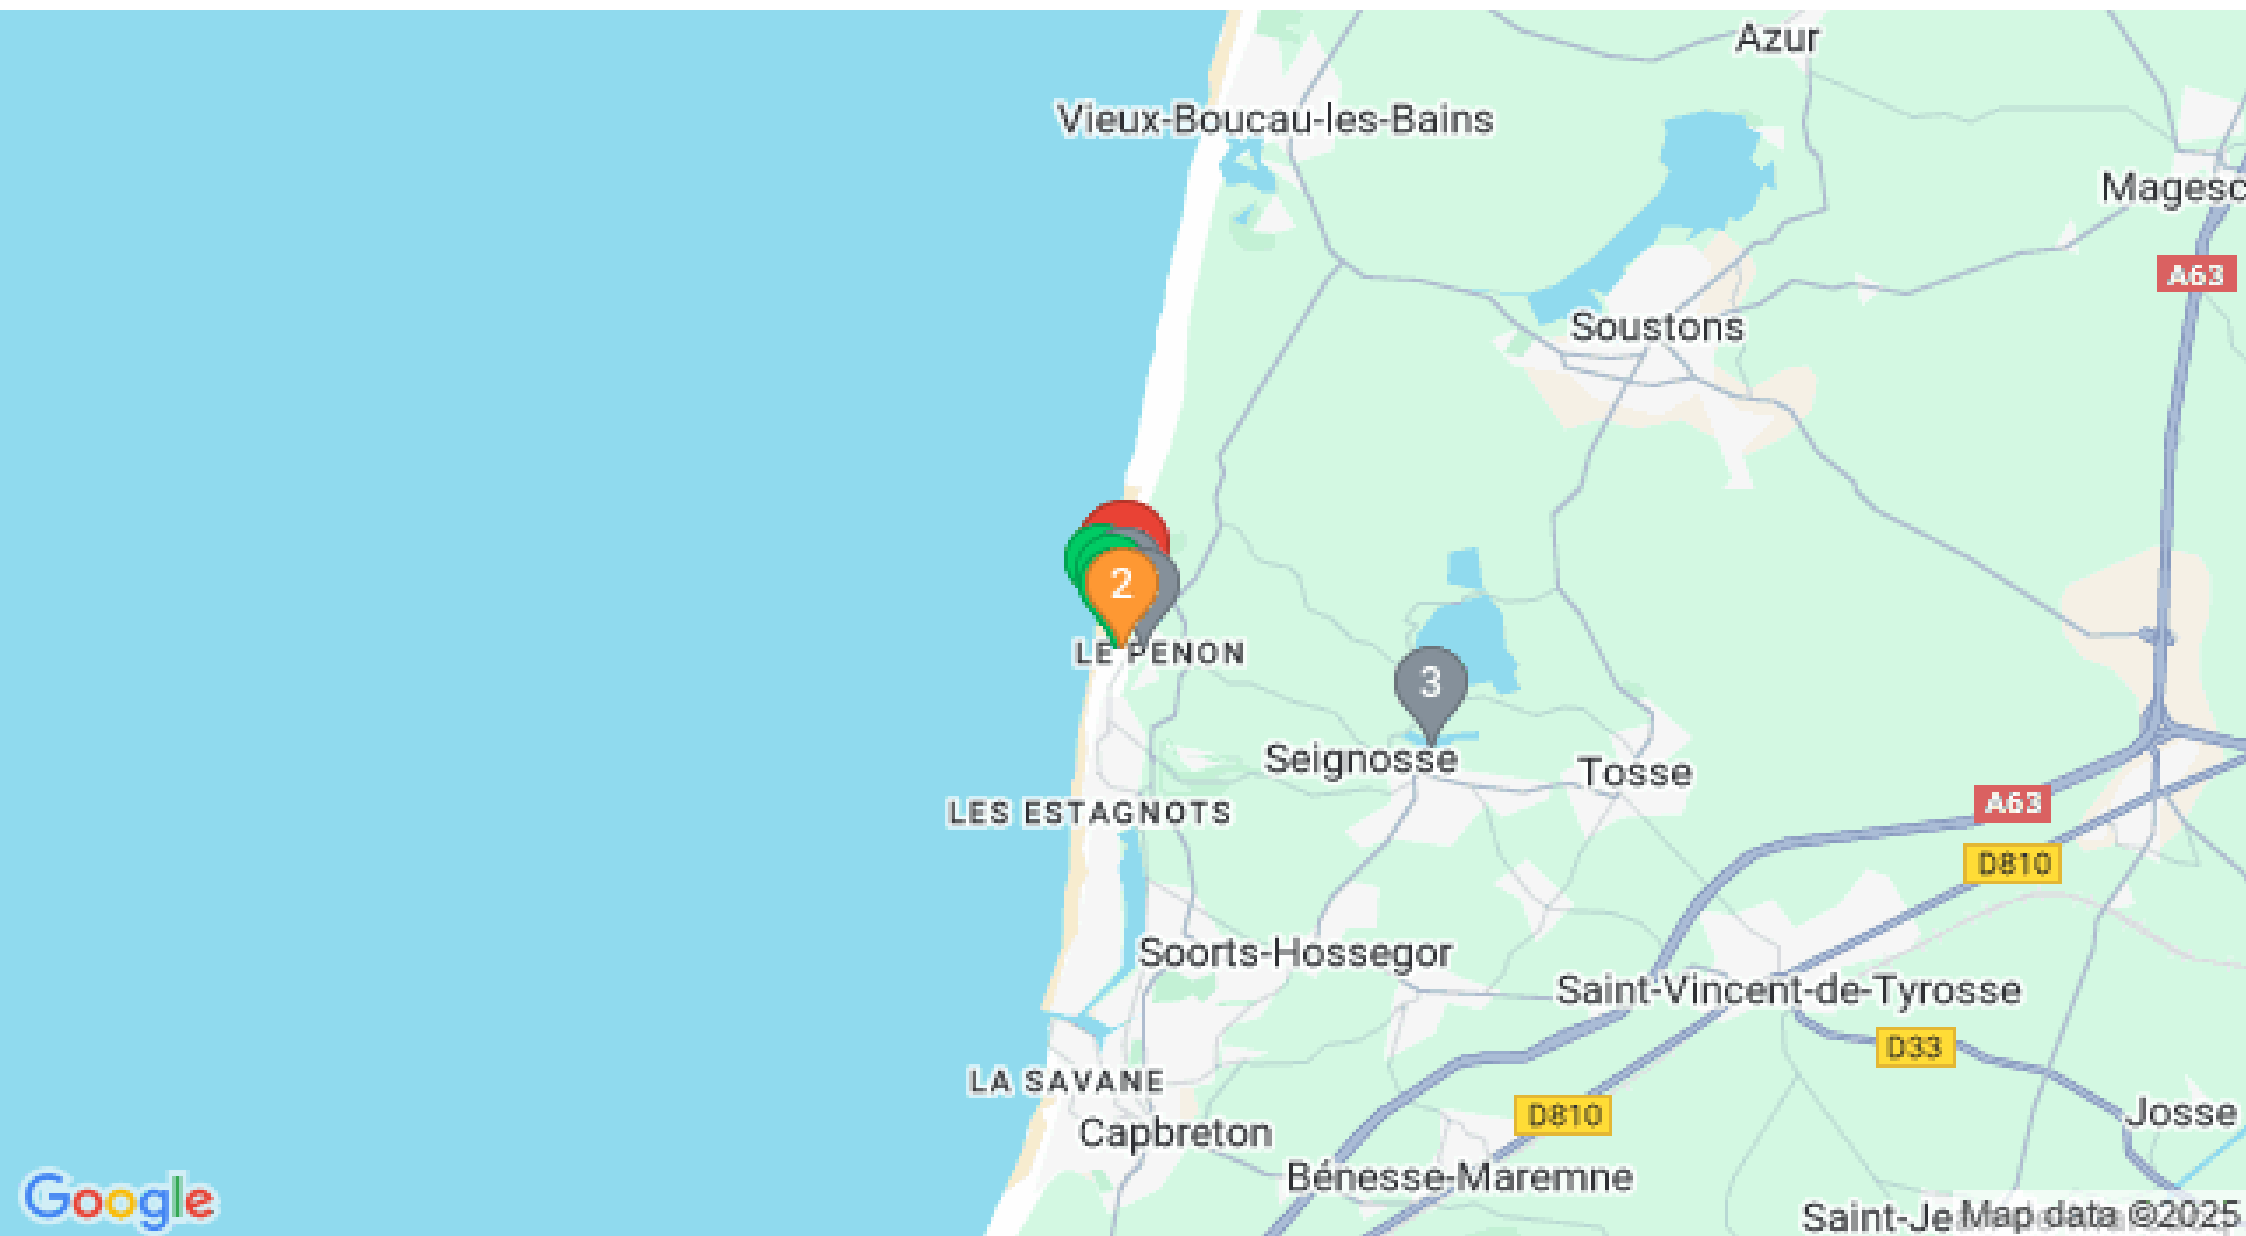 Azur
Vieux-Boucau-les-Bains
Magesc
A63
Soustons
2
LE PENON
3
Seignosse
Tosse
LES ESTAGNOTS
A63
D810
Soorts-Hossegor
Saint-Vincent-de-Tyrosse
D33
LA SAVANE
D810
Josse
Capbreton
Bénesse-Maremne
Google
Saint-Je
Map data ©2025